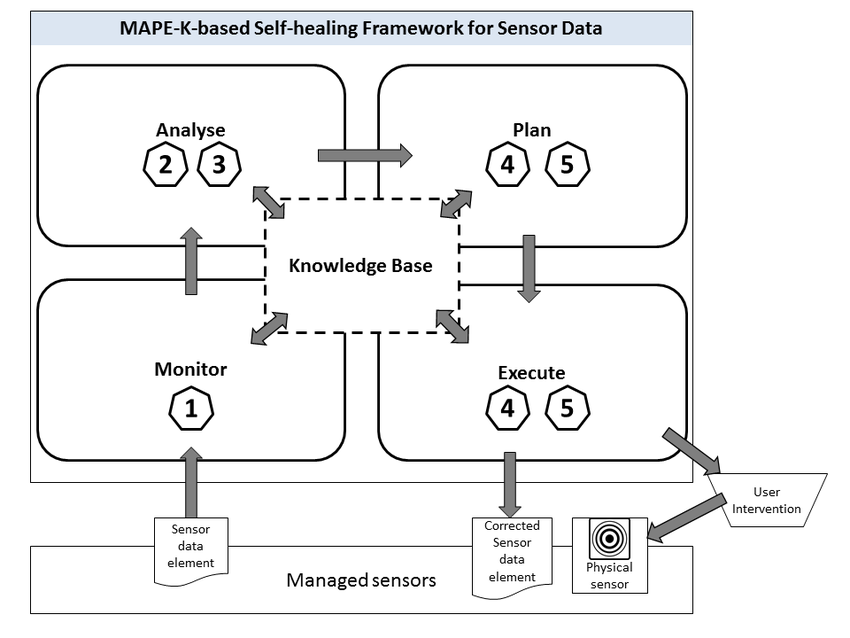 MAPE-K-based Self-healing Framework for Sensor Data
Analyse
2 3
Plan
4 5
Knowledge Base
Monitor
1
Execute
4 5
Sensor
data
element
Corrected
Sensor
data
element
Physical
sensor
User
Intervention
Managed sensors